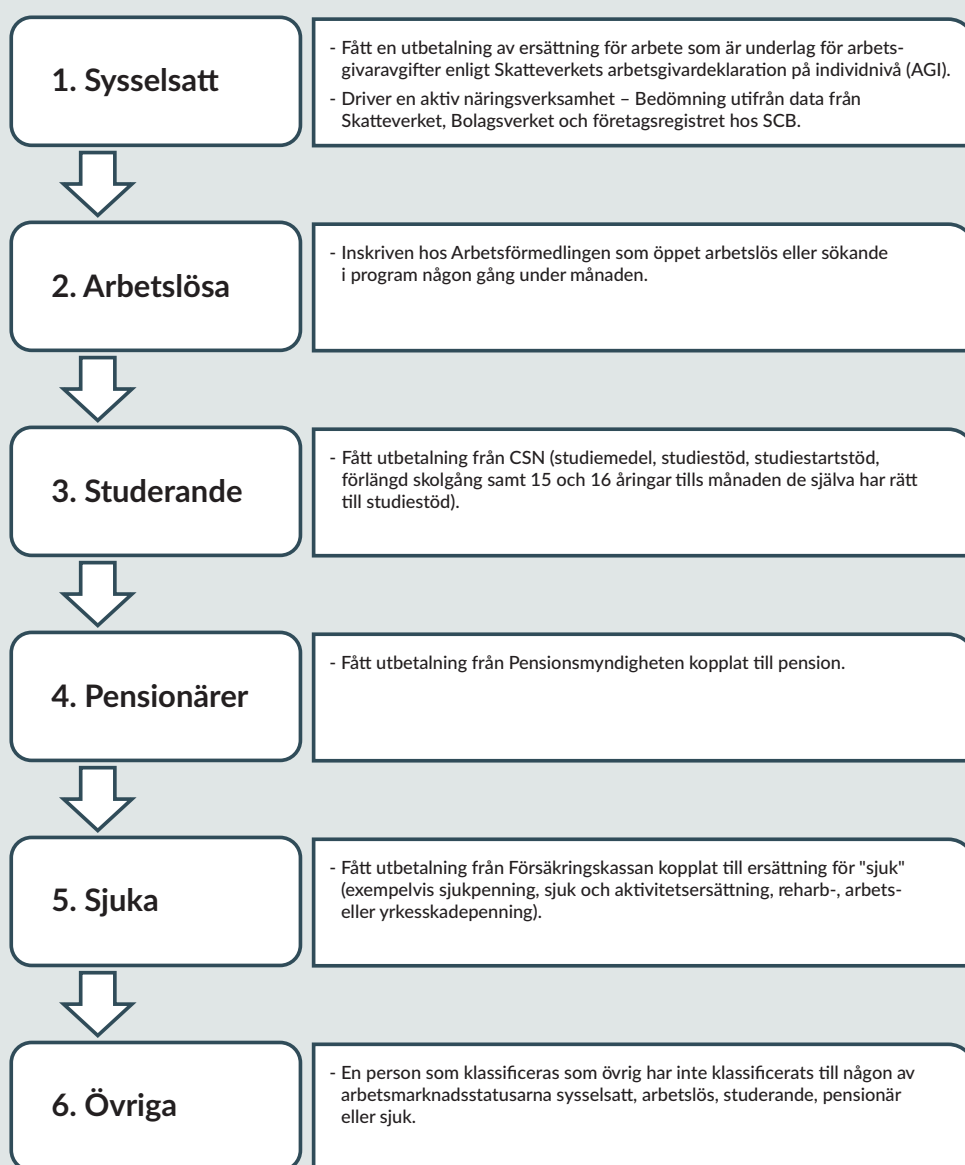 1. Sysselsatt
- Fått en utbetalning av ersättning för arbete som är underlag för arbets-
givaravgifter enligt Skatteverkets arbetsgivardeklaration på individnivå (AGI).
- Driver en aktiv näringsverksamhet – Bedömning utifrån data från
Skatteverket, Bolagsverket och företagsregistret hos SCB.
2. Arbetslösa
- Inskriven hos Arbetsförmedlingen som öppet arbetslös eller sökande
i program någon gång under månaden.
3. Studerande
- Fått utbetalning från CSN (studiemedel, studiestöd, studiestartstöd,
förlängd skolgång samt 15 och 16 åringar tills månaden de själva har rätt
till studiestöd).
4. Pensionärer
- Fått utbetalning från Pensionsmyndigheten kopplat till pension.
5. Sjuka
- Fått utbetalning från Försäkringskassan kopplat till ersättning för "sjuk"
(exempelvis sjukpenning, sjuk och aktivitetsersättning, reharb-, arbets-
eller yrkesskadepenning).
6. Övriga
- En person som klassificeras som övrig har inte klassificerats till någon av
arbetsmarknadsstatusarna sysselsatt, arbetslös, studerande, pensionär
eller sjuk.